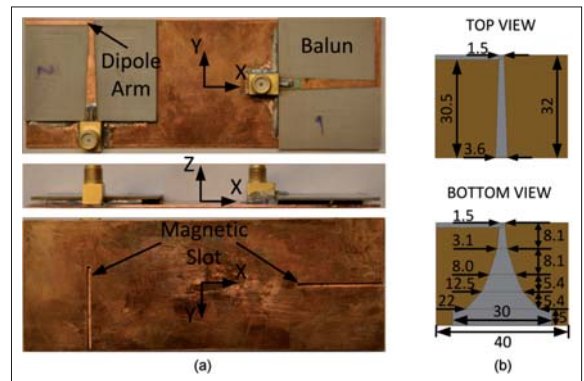 Dipole
Arm
Y
X
Balun
Z
X
Magnetic
Slot
X
Y
(a)
TOP VIEW
1.5
30.5
32
3.6
BOTTOM VIEW
1.5
8.1
3.1
8.1
8.0
12.5
5.4
22
5.4
30
5
40
(b)